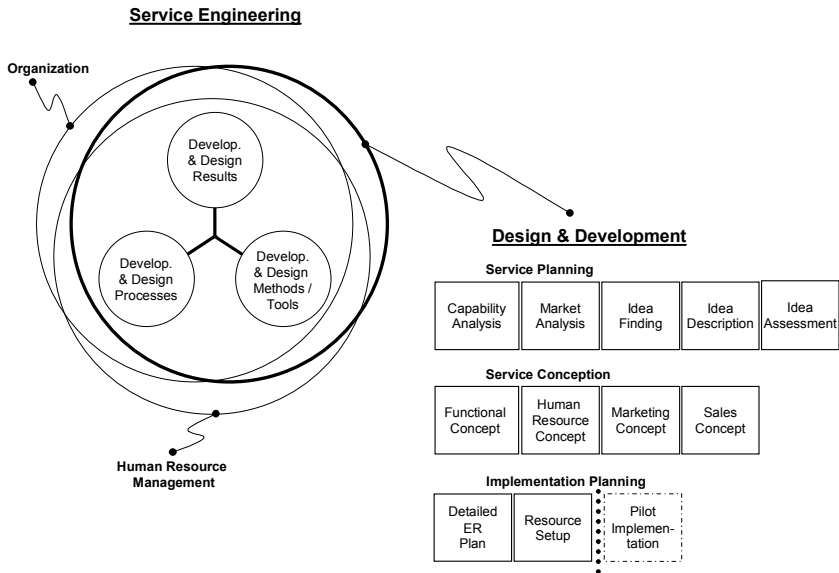 Service Engineering
Organization
Develop.
& Design
Results
Develop.
& Design
Processes
Develop.
& Design
Methods /
Tools
Human Resource
Management
Design & Development
Service Planning
Capability
Analysis
Market
Analysis
Idea
Finding
Idea
Description
Idea
Assessment
Service Conception
Functional
Concept
Human
Resource
Concept
Marketing
Concept
Sales
Concept
Implementation Planning
Detailed
ER
Plan
Resource
Setup
Pilot
Implemen-
tation